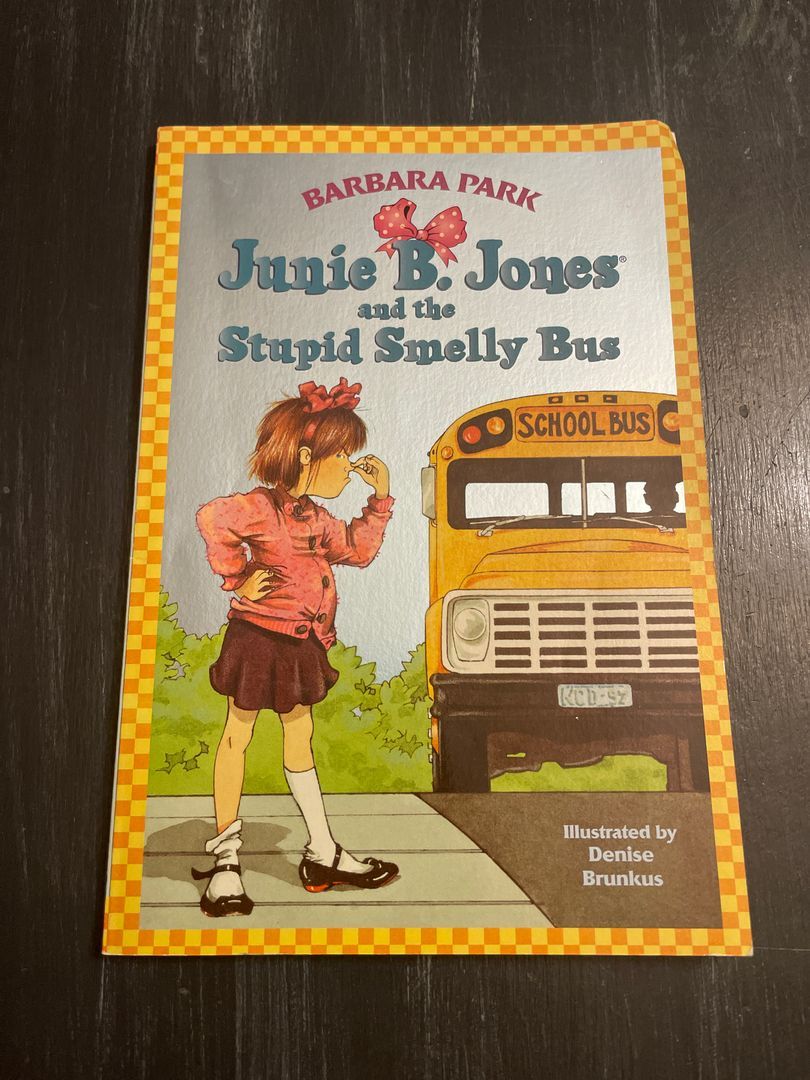 BARBARA PARK
Junie B. Jones®
and the
Stupid Smelly Bus
SCHOOL BUS
Illustrated by
Denise
Brunkus